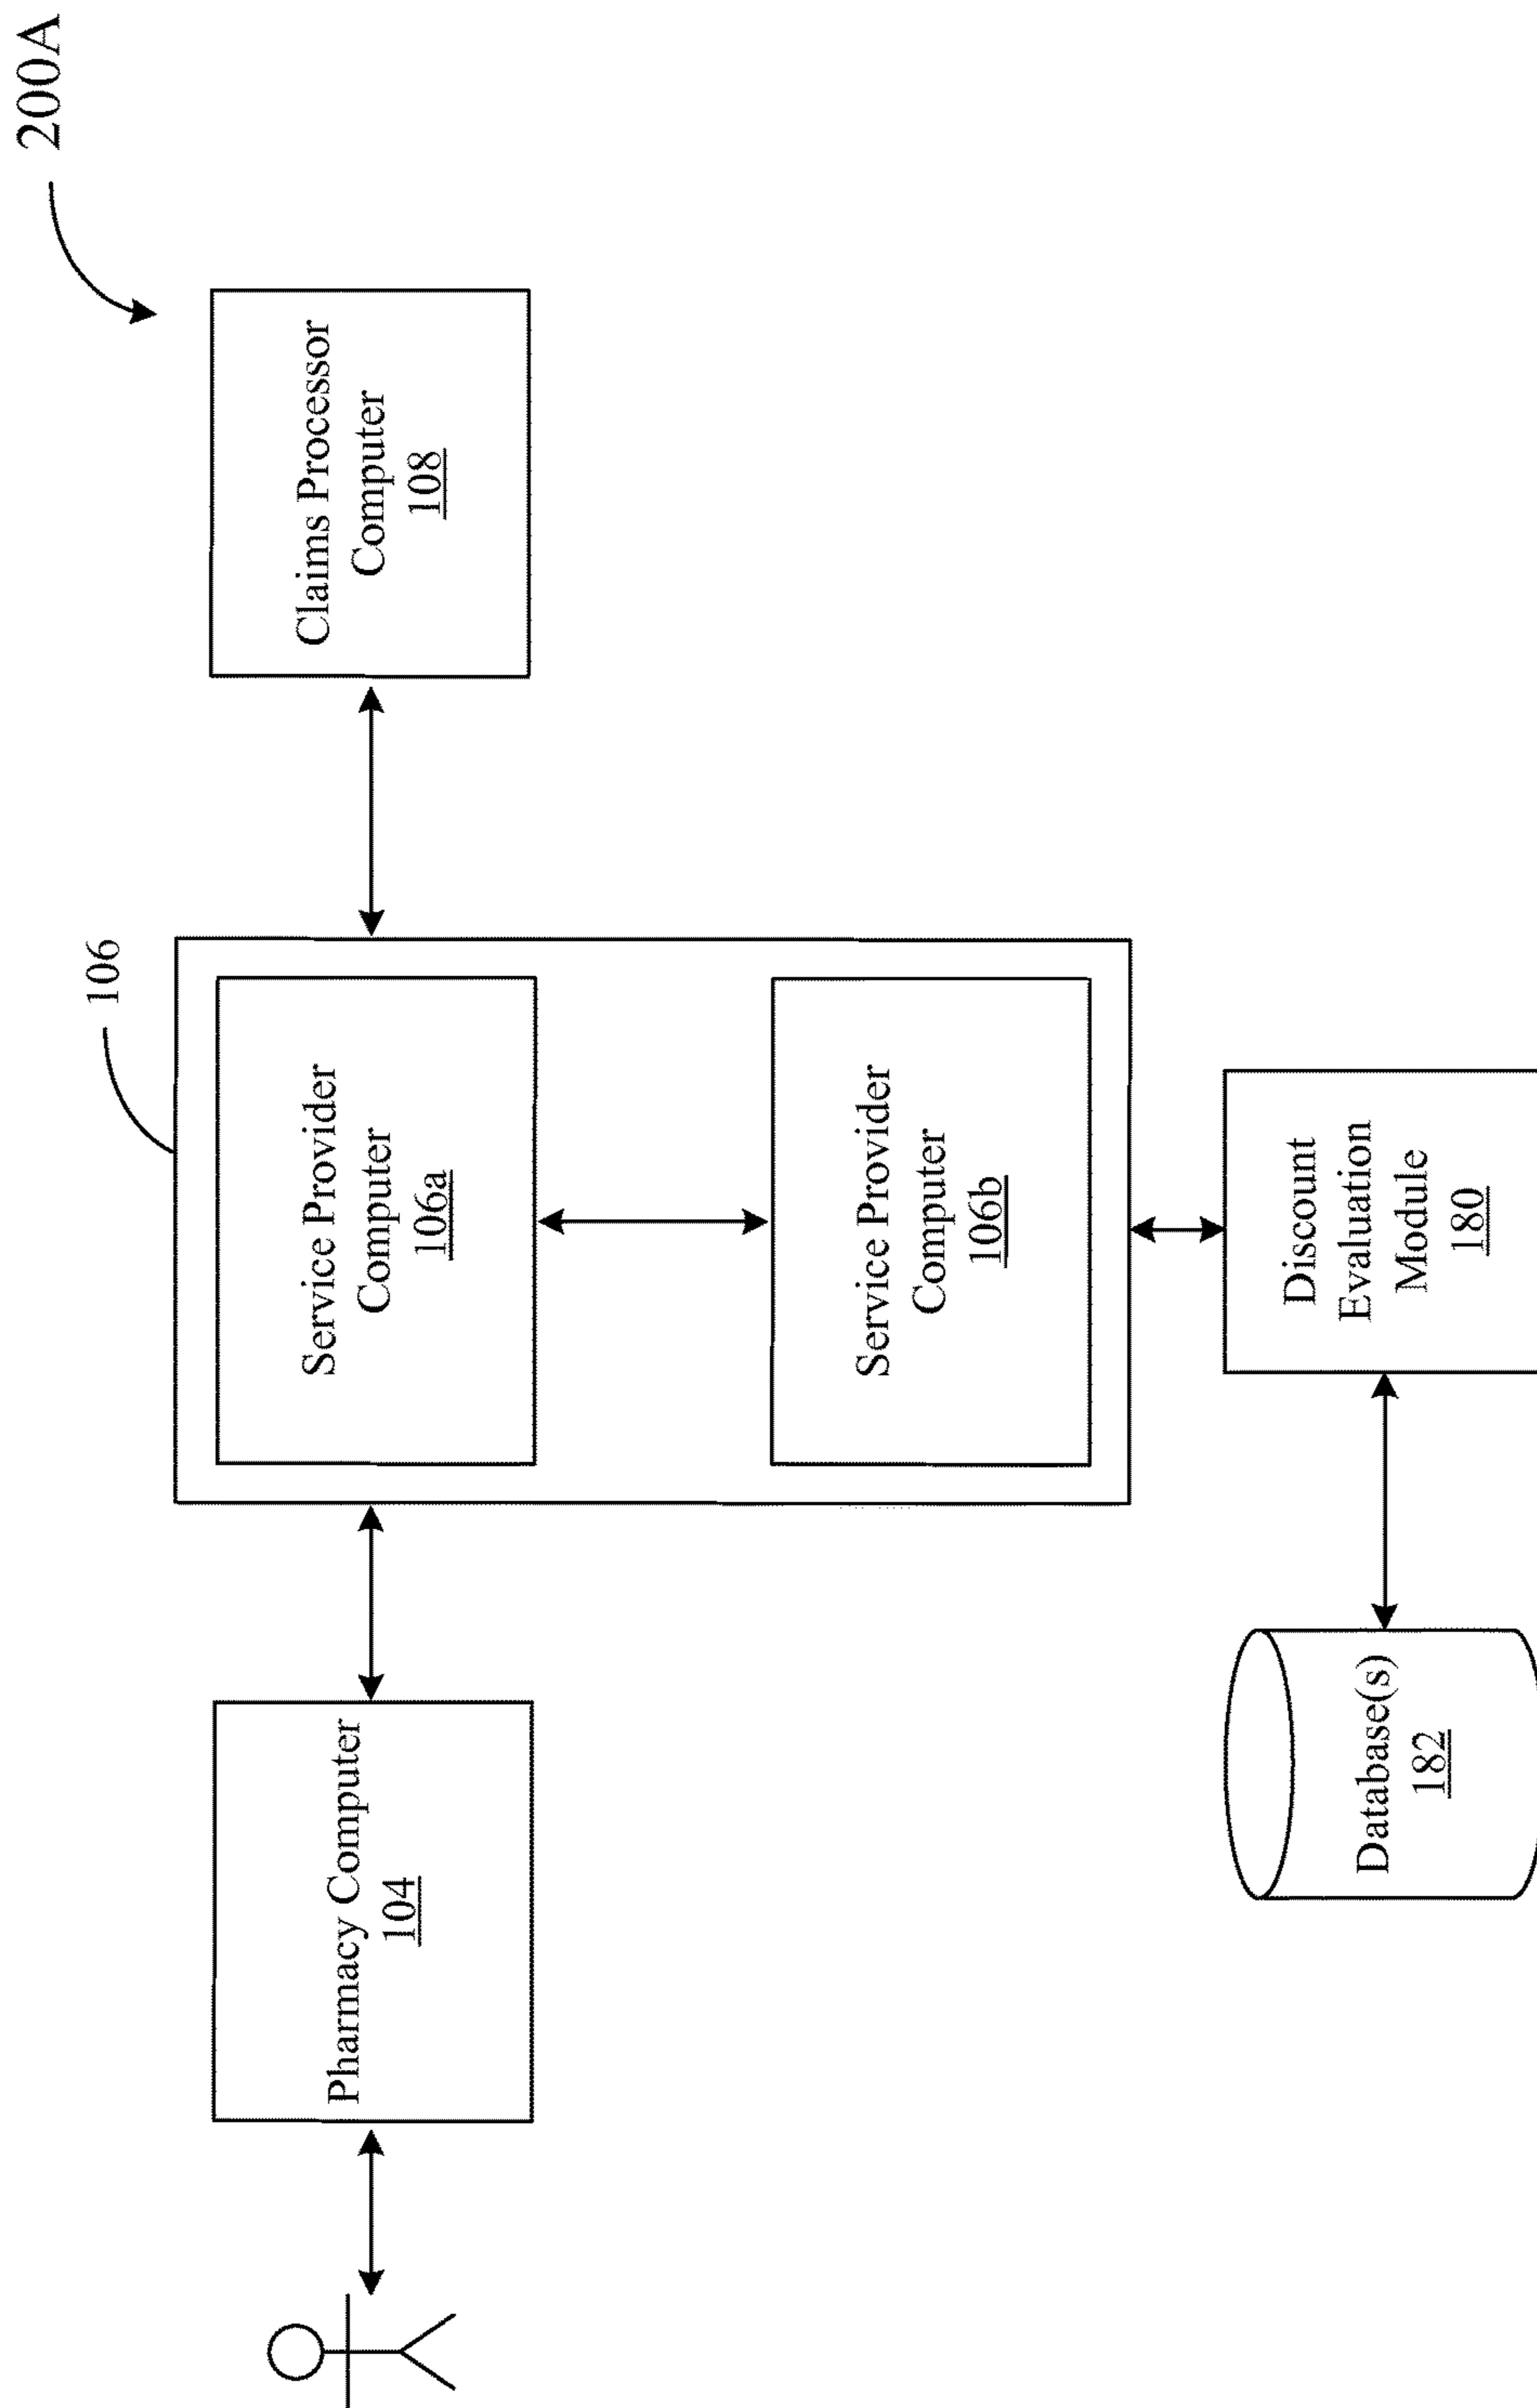 200A
106
Pharmacy Computer
104
Service Provider
Computer
106a
Claims Processor
Computer
108
Service Provider
Computer
106b
Database(s)
182
Discount
Evaluation
Module
180